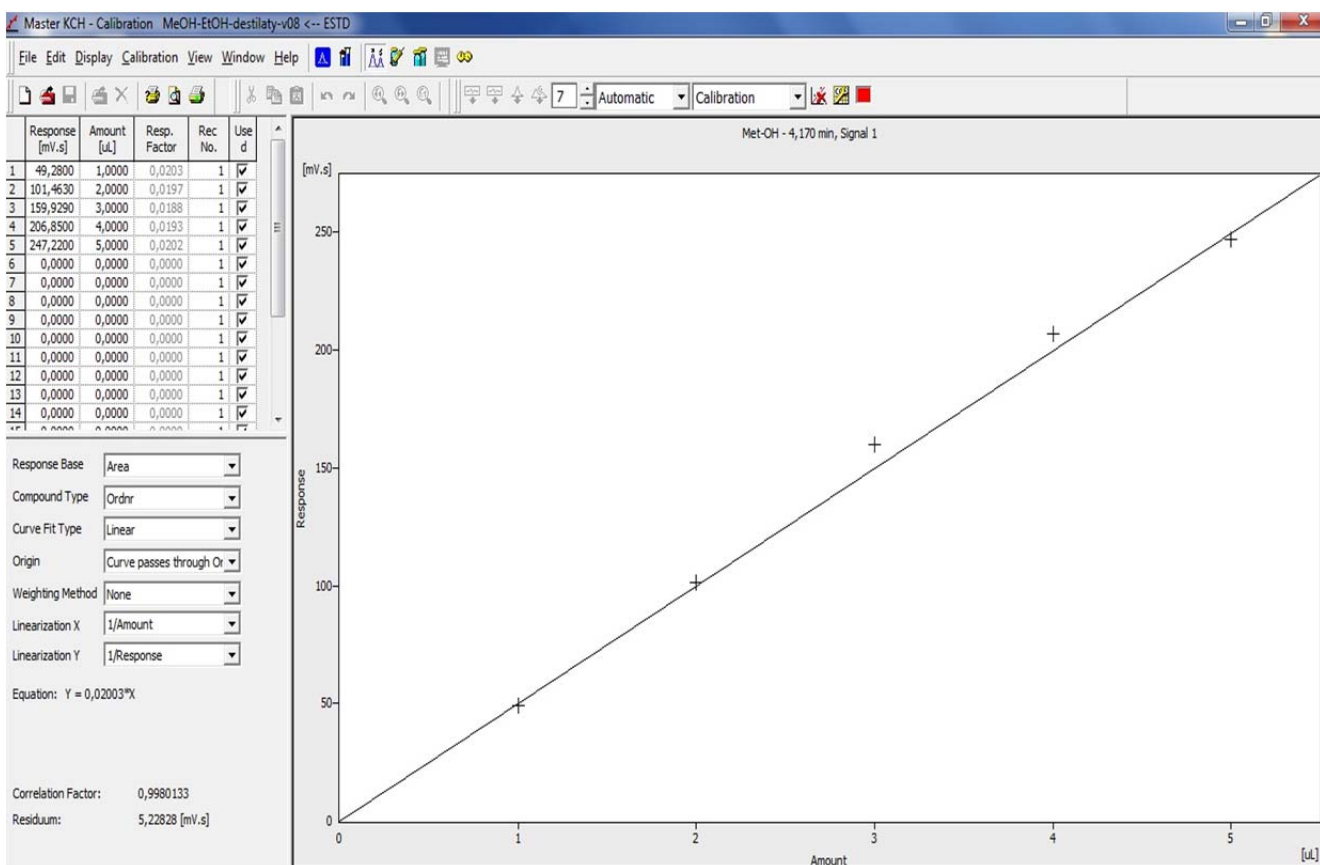 Master KCH - Calibration MeOH-EtOH-destilaty-v08 <-- ESTD
File Edit Display Calibration View Window Help
7 Automatic Calibration
Response [mV.s] Amount [uL] Resp. Factor Rec No. Use d
1 49,2800 1,0000 0,0203 1
2 101,4630 2,0000 0,0197 1
3 159,9290 3,0000 0,0188 1
4 206,8500 4,0000 0,0193 1
5 247,2200 5,0000 0,0202 1
6 0,0000 0,0000 0,0000 1
7 0,0000 0,0000 0,0000 1
8 0,0000 0,0000 0,0000 1
9 0,0000 0,0000 0,0000 1
10 0,0000 0,0000 0,0000 1
11 0,0000 0,0000 0,0000 1
12 0,0000 0,0000 0,0000 1
13 0,0000 0,0000 0,0000 1
14 0,0000 0,0000 0,0000 1
Response Base Area
Compound Type Ordnr
Curve Fit Type Linear
Origin Curve passes through Or
Weighting Method None
Linearization X 1/Amount
Linearization Y 1/Response
Equation: Y = 0,02003*X
Correlation Factor: 0,9980133
Residuum: 5,22828 [mV.s]
Met-OH - 4,170 min, Signal 1
[mV.s]
250
200
150
Response
100
50
0
0 1 2 3 4 5
Amount [uL]